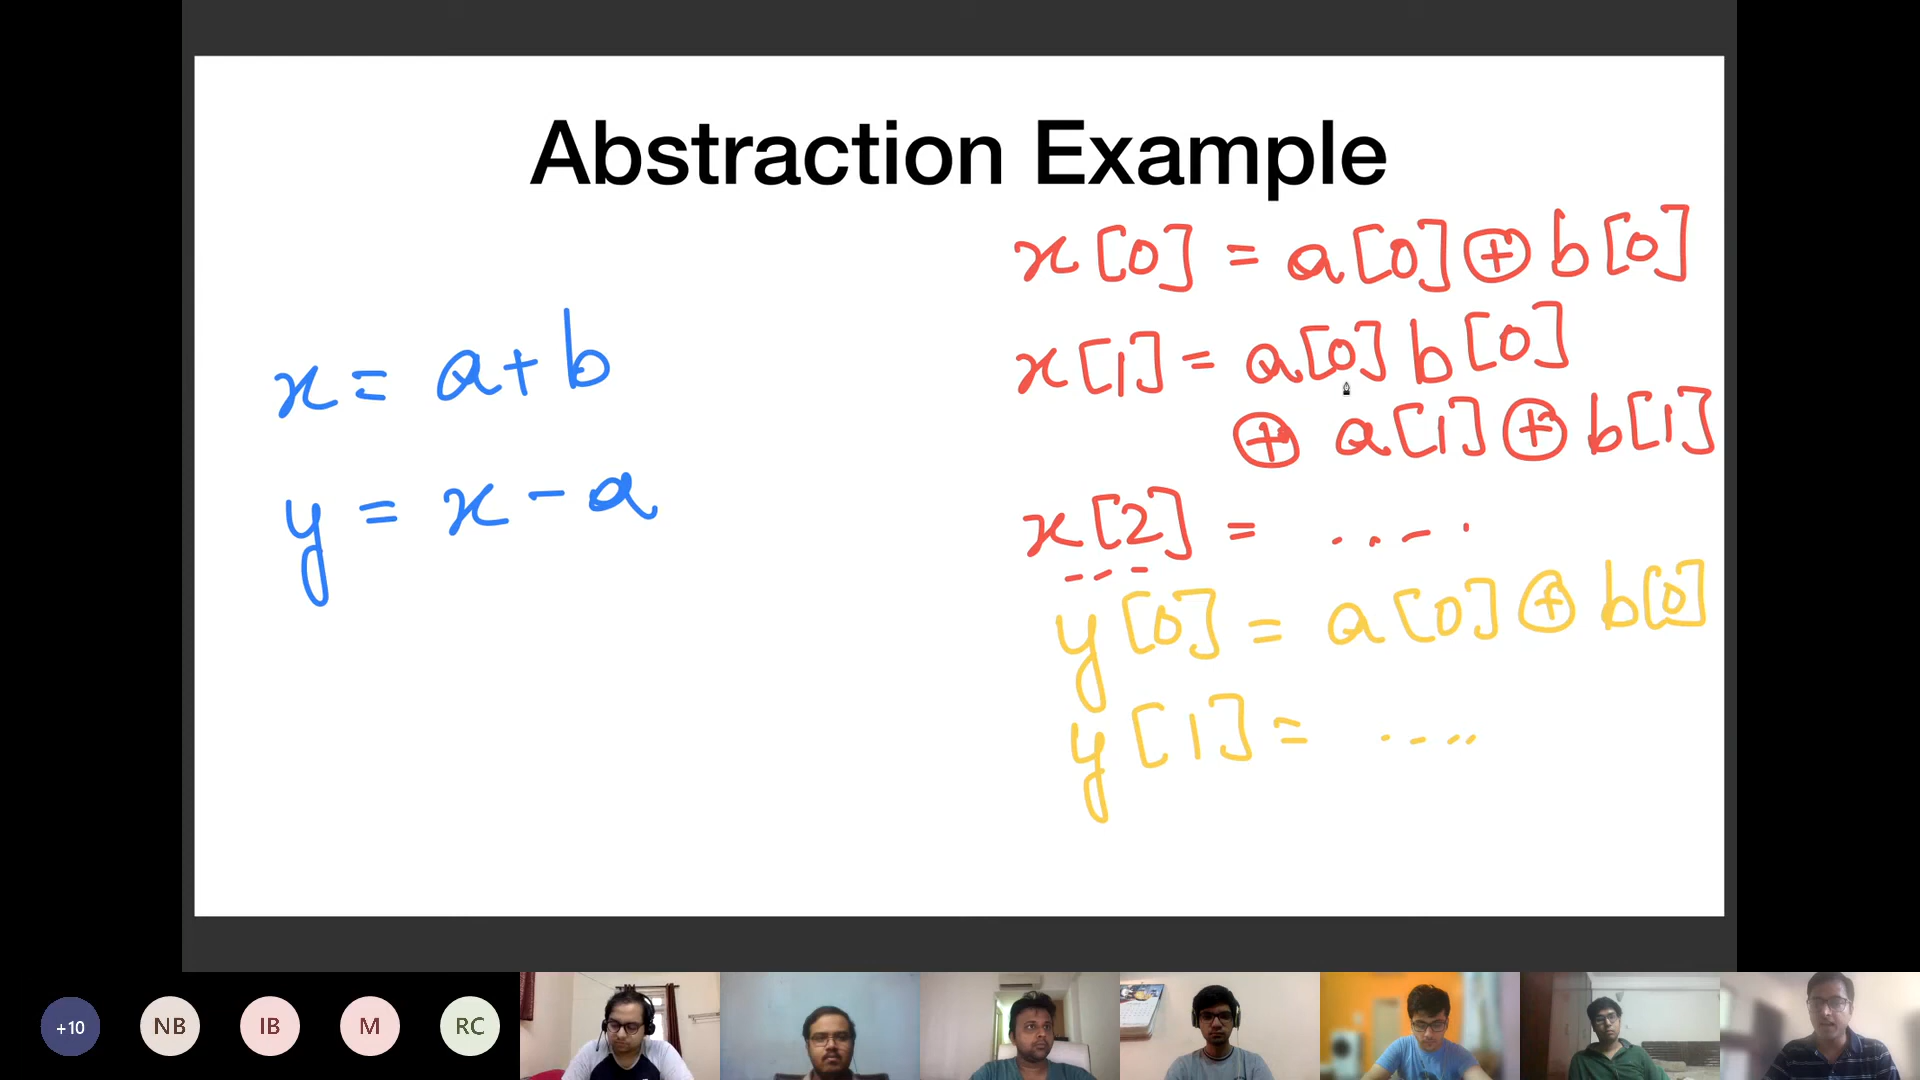 Abstraction Example
x = a + b
y = x - a
x[0] = a[0] ⊕ b[0]
x[1] = a[0] b[0]
⊕ a[1] ⊕ b[1]
x[2] = ....
y[0] = a[0] ⊕ b[0]
y[1] = ....
+10 NB IB M RC